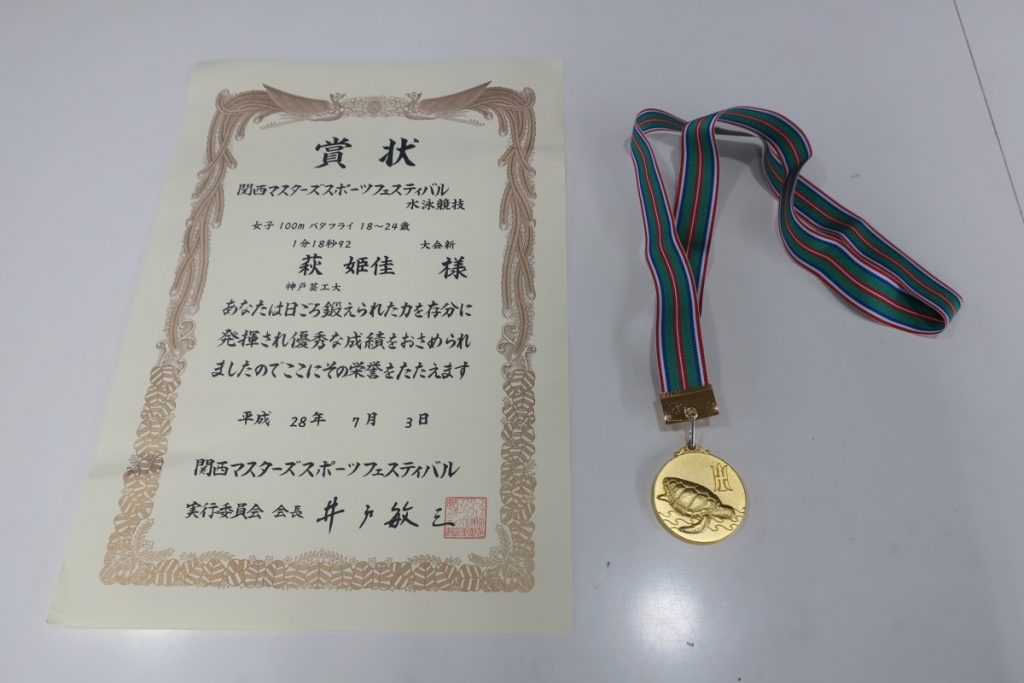 賞状
関西マスターズスポーツフェスティバル
水泳競技
女子 100m バタフライ 18～24歳
1分18秒92 大会新
萩 姫佳 様
神戸芸工大
あなたは日ごろ鍛えられた力を存分に
発揮され優秀な成績をおさめられ
ましたのでここにその栄誉をたたえます
平成 28年 7月 3日
関西マスターズスポーツフェスティバル
実行委員会 会長 井戸敏三